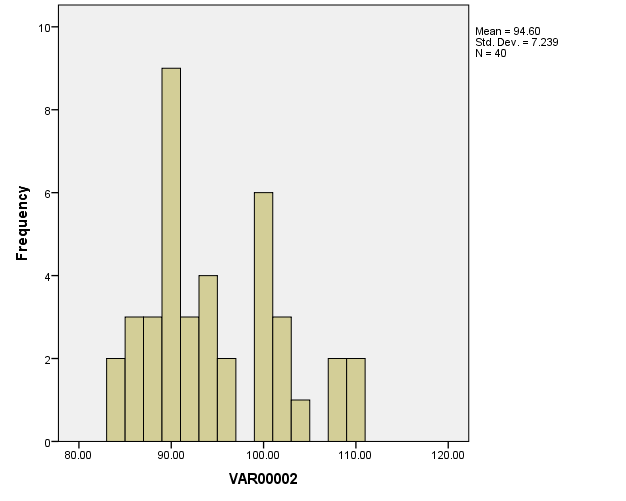 Mean = 94.60
Std. Dev. = 7.239
N = 40
10
8
6
4
2
0
Frequency
80.00 90.00 100.00 110.00 120.00
VAR00002